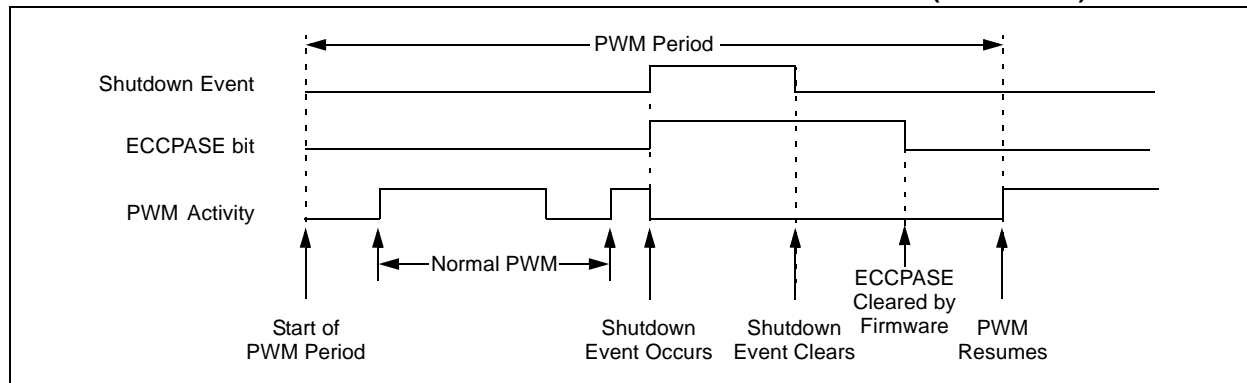 PWM Period
Shutdown Event
ECCPASE bit
PWM Activity
Normal PWM
Start of
PWM Period
Shutdown
Event Occurs
Shutdown
Event Clears
ECCPASE
Cleared by
Firmware
PWM
Resumes